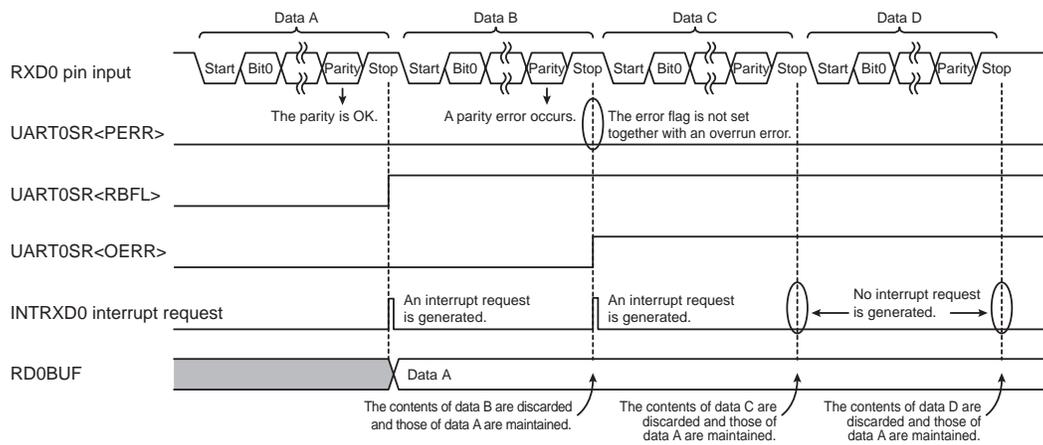 Data A
Data B
Data C
Data D
RXD0 pin input
Start Bit0 Parity Stop Start Bit0 Parity Stop Start Bit0 Parity Stop Start Bit0 Parity Stop
The parity is OK.
A parity error occurs.
The error flag is not set
together with an overrun error.
UART0SR<PERR>
UART0SR<RBFL>
UART0SR<OERR>
INTRXD0 interrupt request
An interrupt request
is generated.
An interrupt request
is generated.
No interrupt request
is generated.
RD0BUF
Data A
The contents of data B are discarded
and those of data A are maintained.
The contents of data C are
discarded and those of
data A are maintained.
The contents of data D are
discarded and those of
data A are maintained.